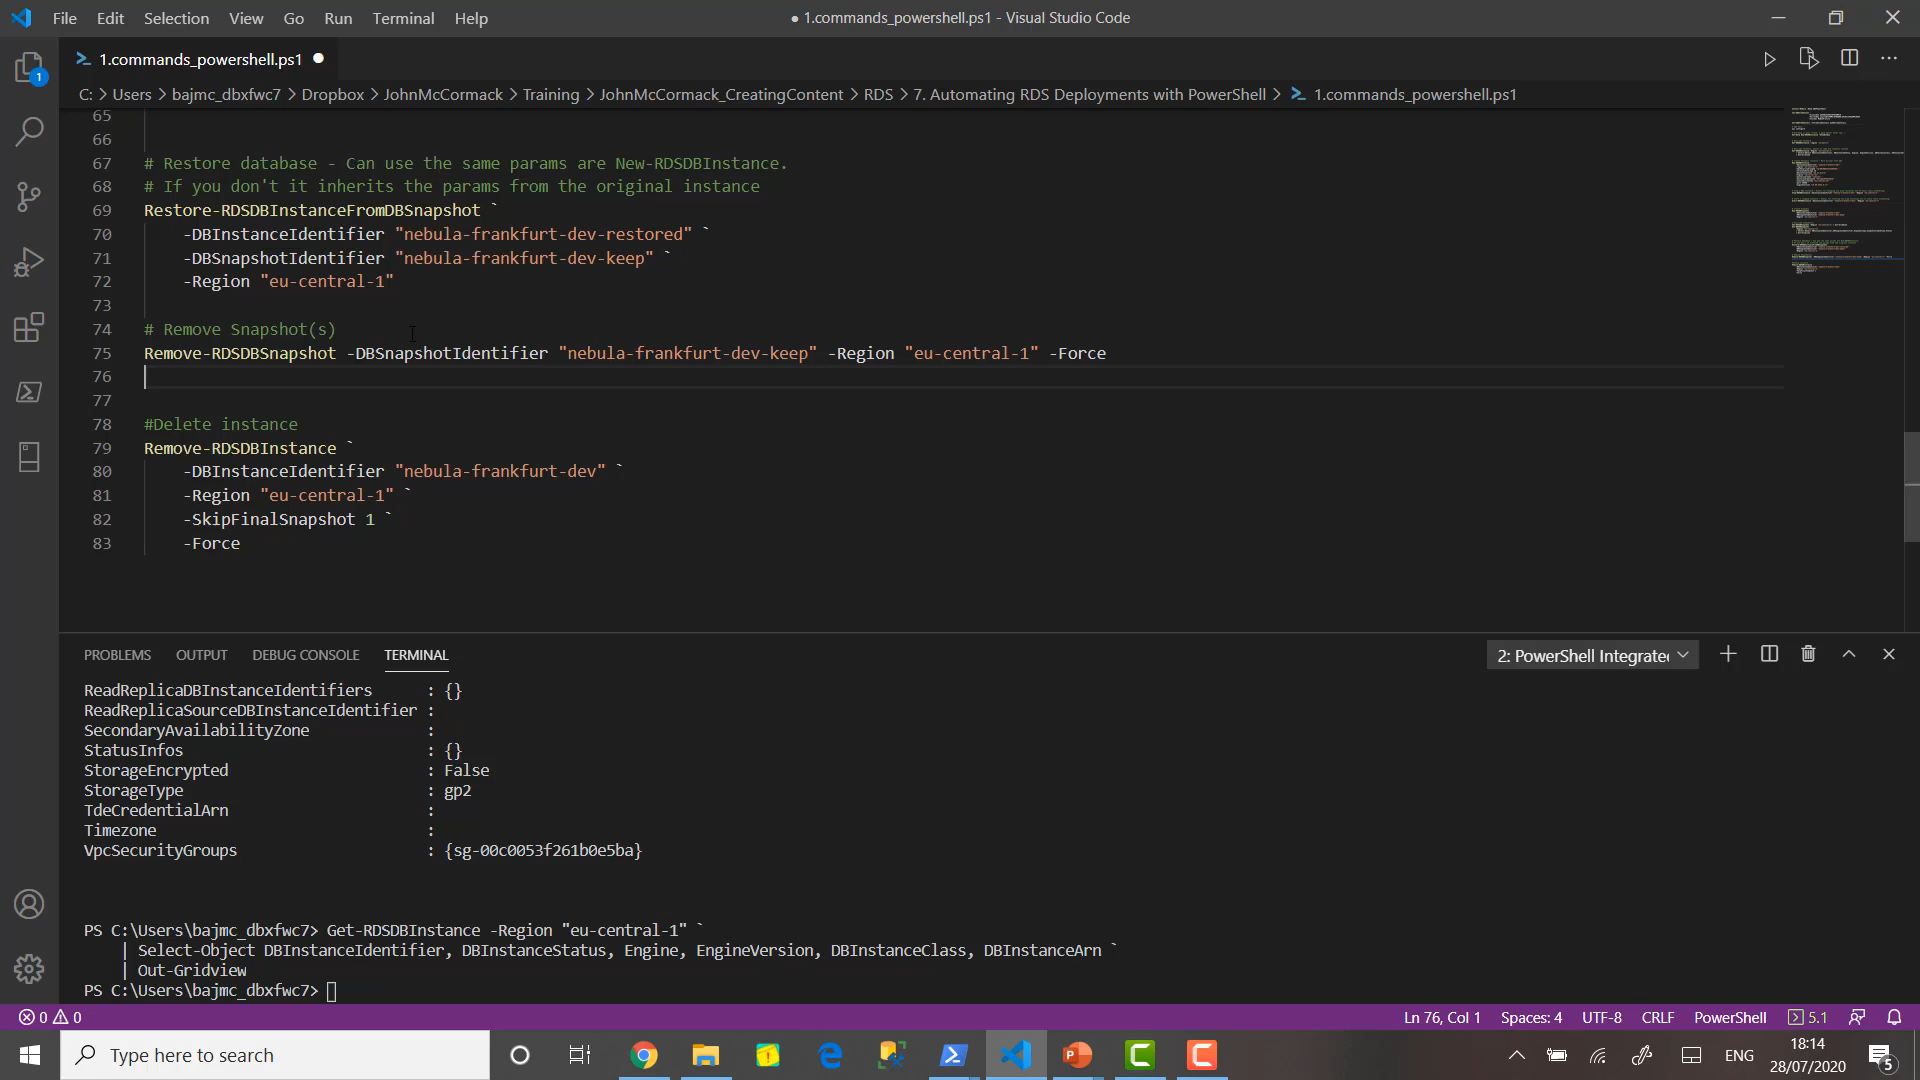 File Edit Selection View Go Run Terminal Help
● 1.commands_powershell.ps1 - Visual Studio Code
1.commands_powershell.ps1 ●
C: > Users > bajmc_dbxfwc7 > Dropbox > JohnMcCormack > Training > JohnMcCormack_CreatingContent > RDS > 7. Automating RDS Deployments with PowerShell > 1.commands_powershell.ps1
65
66
67 # Restore database - Can use the same params are New-RDSDBInstance.
68 # If you don't it inherits the params from the original instance
69 Restore-RDSDBInstanceFromDBSnapshot `
70 -DBInstanceIdentifier "nebula-frankfurt-dev-restored" `
71 -DBSnapshotIdentifier "nebula-frankfurt-dev-keep" `
72 -Region "eu-central-1"
73
74 # Remove Snapshot(s)
75 Remove-RDSDBSnapshot -DBSnapshotIdentifier "nebula-frankfurt-dev-keep" -Region "eu-central-1" -Force
76
77
78 #Delete instance
79 Remove-RDSDBInstance `
80 -DBInstanceIdentifier "nebula-frankfurt-dev" `
81 -Region "eu-central-1" `
82 -SkipFinalSnapshot 1 `
83 -Force
PROBLEMS OUTPUT DEBUG CONSOLE TERMINAL
2: PowerShell Integrate
ReadReplicaDBInstanceIdentifiers : {}
ReadReplicaSourceDBInstanceIdentifier :
SecondaryAvailabilityZone :
StatusInfos : {}
StorageEncrypted : False
StorageType : gp2
TdeCredentialArn :
Timezone :
VpcSecurityGroups : {sg-00c0053f261b0e5ba}
PS C:\Users\bajmc_dbxfwc7> Get-RDSDBInstance -Region "eu-central-1" `
| Select-Object DBInstanceIdentifier, DBInstanceStatus, Engine, EngineVersion, DBInstanceClass, DBInstanceArn `
| Out-Gridview
PS C:\Users\bajmc_dbxfwc7>
0 0
Ln 76, Col 1 Spaces: 4 UTF-8 CRLF PowerShell 5.1
Type here to search
ENG
18:14
28/07/2020
5
1